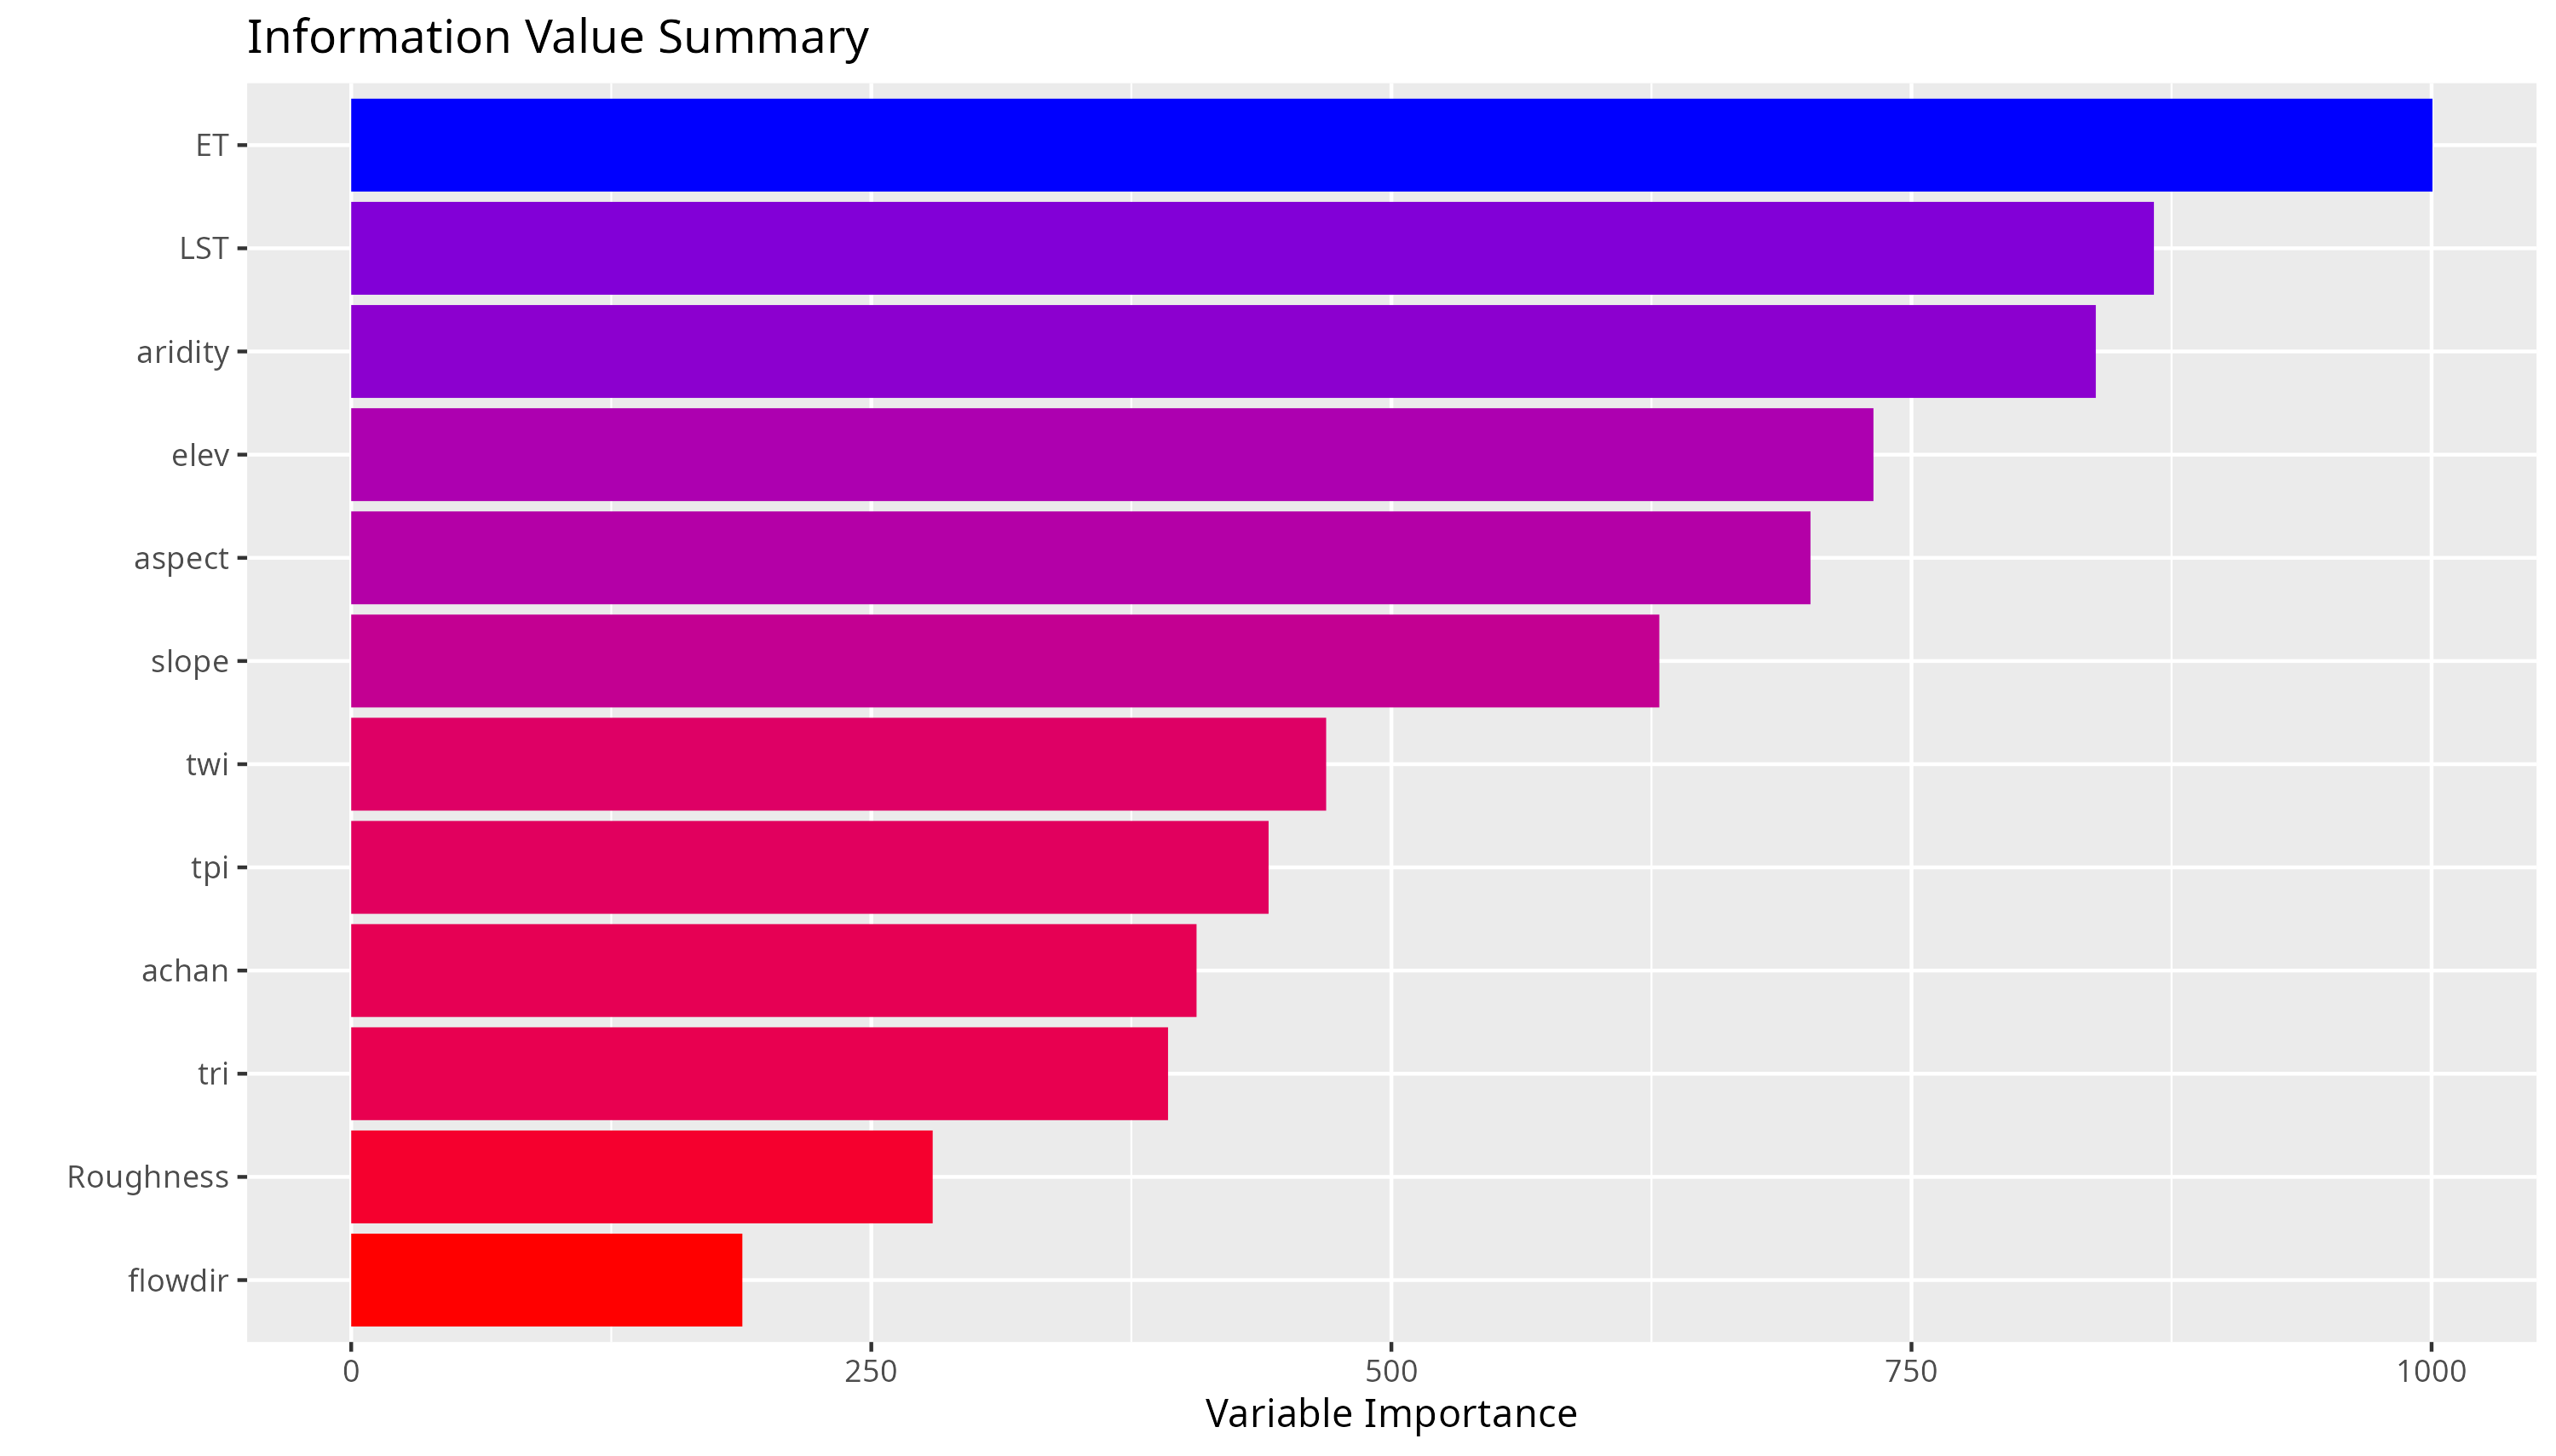 Information Value Summary
ET
LST
aridity
elev
aspect
slope
twi
tpi
achan
tri
Roughness
flowdir
0 250 500 750 1000
Variable Importance